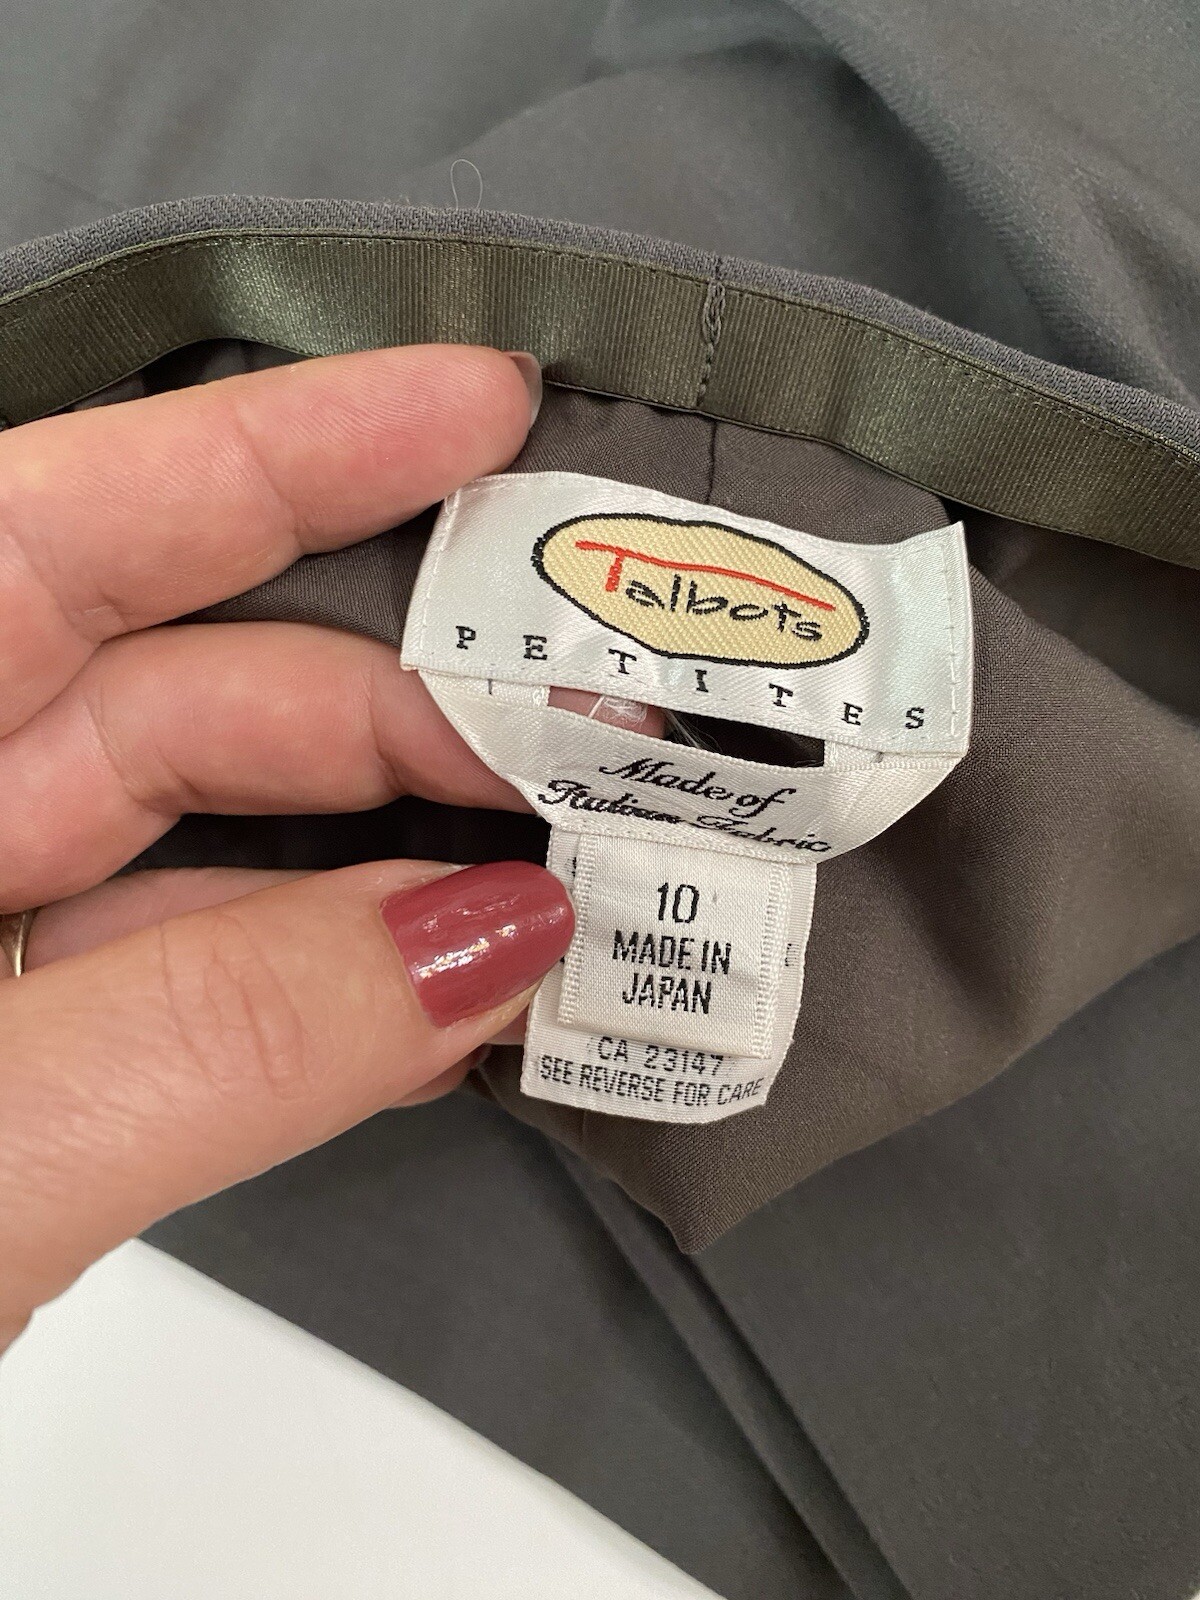 Talbots
PETITES
Made of
Italian Fabric
10
MADE IN
JAPAN
CA 23147
SEE REVERSE FOR CARE